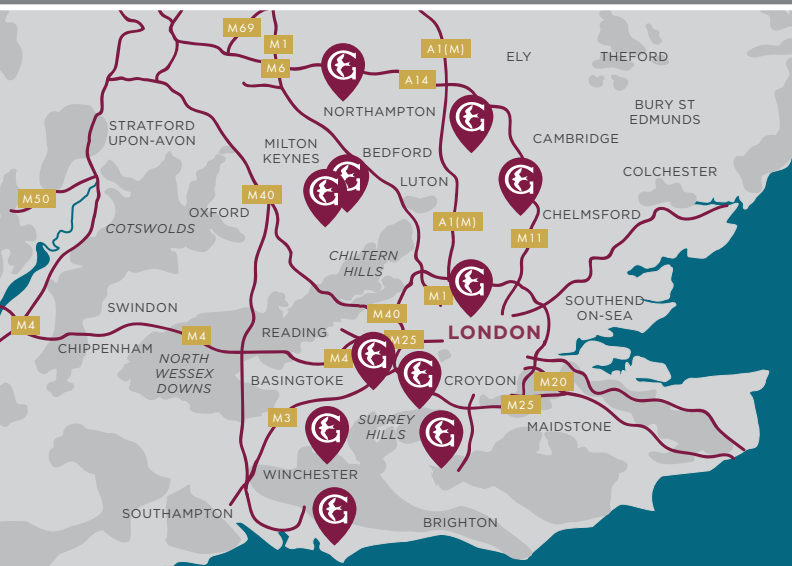 M69
M1
A1(M)
ELY
THEFORD
M6
A14
NORTHAMPTON
BURY ST
EDMUNDS
STRATFORD
UPON-AVON
CAMBRIDGE
MILTON
KEYNES
BEDFORD
COLCHESTER
LUTON
M50
M40
OXFORD
CHELMSFORD
COTSWOLDS
A1(M)
M11
CHILTERN
HILLS
M1
SWINDON
SOUTHEND
ON-SEA
M40
M4
M4
READING
LONDON
M25
CHIPPENHAM
NORTH
WESSEX
DOWNS
M4
BASINGTOKE
CROYDON
M20
M25
M3
SURREY
HILLS
MAIDSTONE
WINCHESTER
SOUTHAMPTON
BRIGHTON